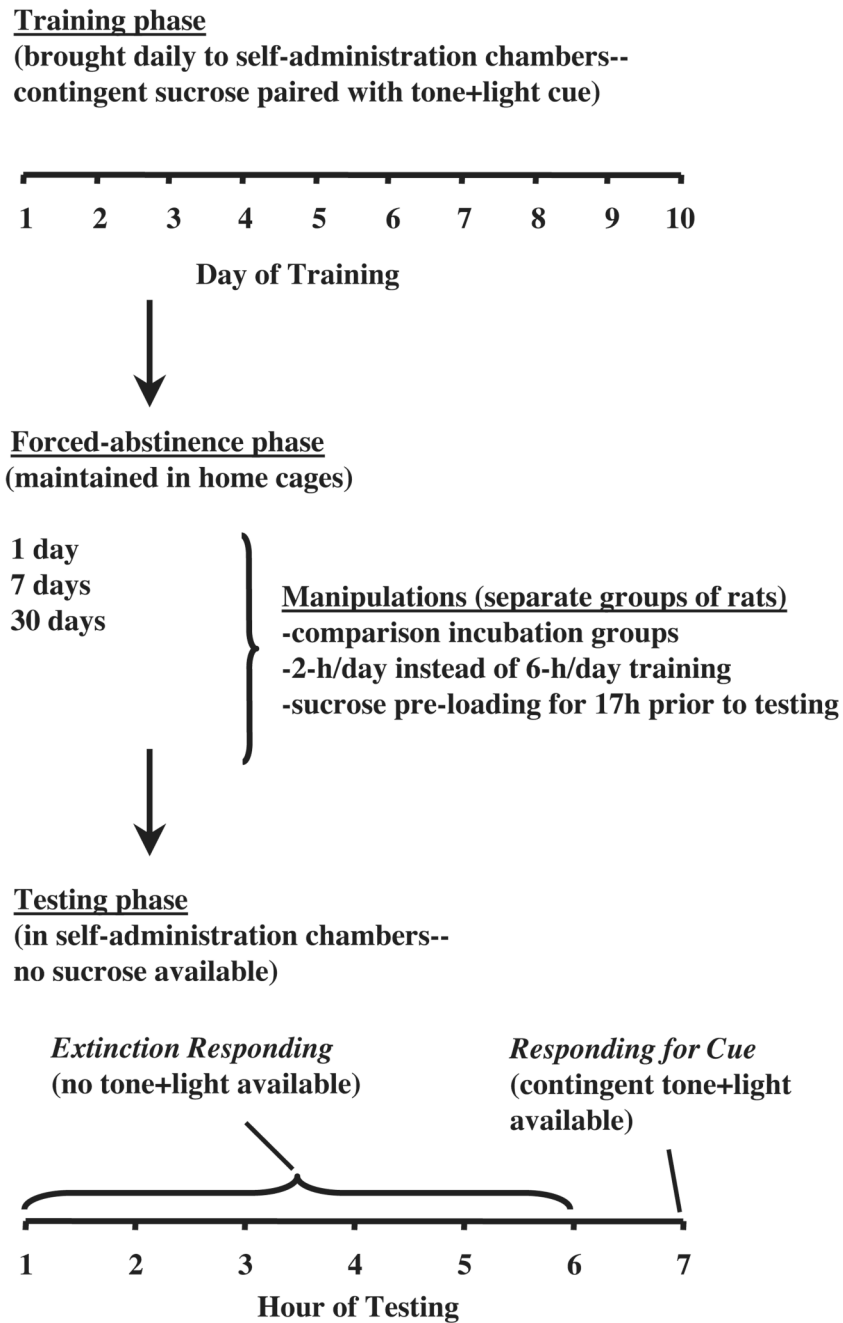 Training phase
(brought daily to self-administration chambers--
contingent sucrose paired with tone+light cue)
1 2 3 4 5 6 7 8 9 10
Day of Training
Forced-abstinence phase
(maintained in home cages)
1 day
7 days
30 days
Manipulations (separate groups of rats)
-comparison incubation groups
-2-h/day instead of 6-h/day training
-sucrose pre-loading for 17h prior to testing
Testing phase
(in self-administration chambers--
no sucrose available)
Extinction Responding
(no tone+light available)
Responding for Cue
(contingent tone+light
available)
1 2 3 4 5 6 7
Hour of Testing